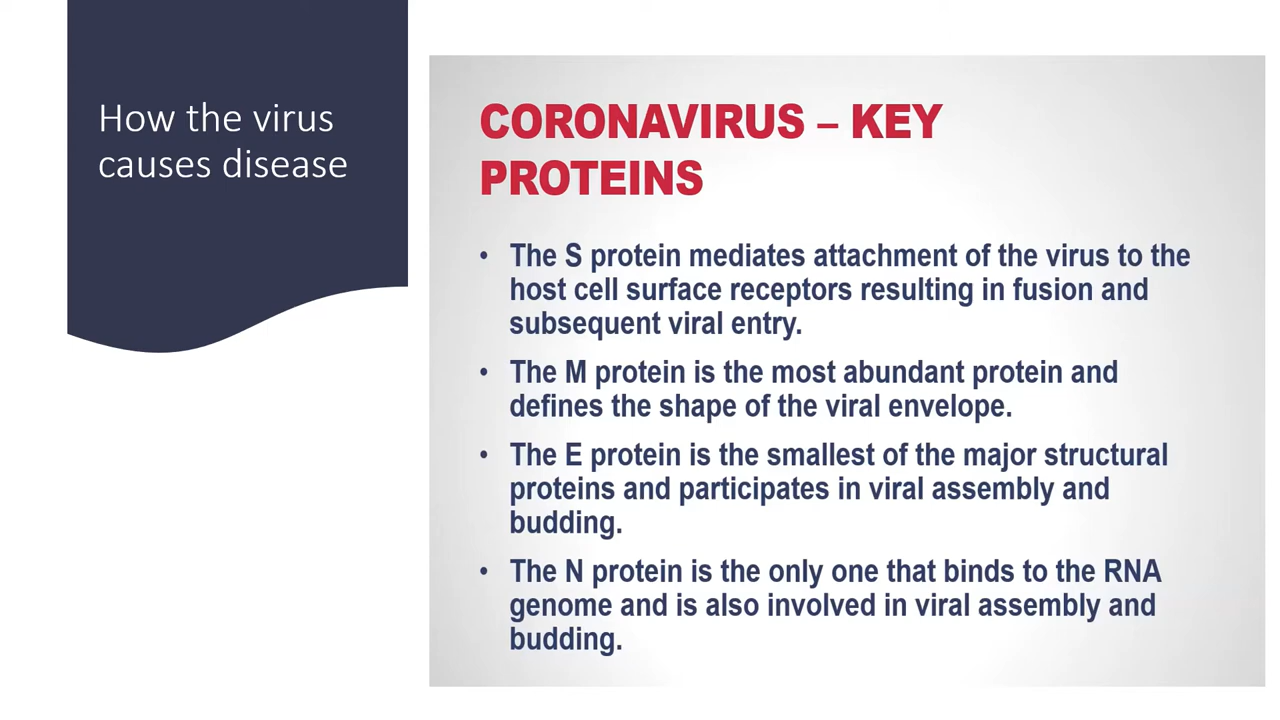 How the virus
causes disease
CORONAVIRUS – KEY
PROTEINS
• The S protein mediates attachment of the virus to the
host cell surface receptors resulting in fusion and
subsequent viral entry.
• The M protein is the most abundant protein and
defines the shape of the viral envelope.
• The E protein is the smallest of the major structural
proteins and participates in viral assembly and
budding.
• The N protein is the only one that binds to the RNA
genome and is also involved in viral assembly and
budding.